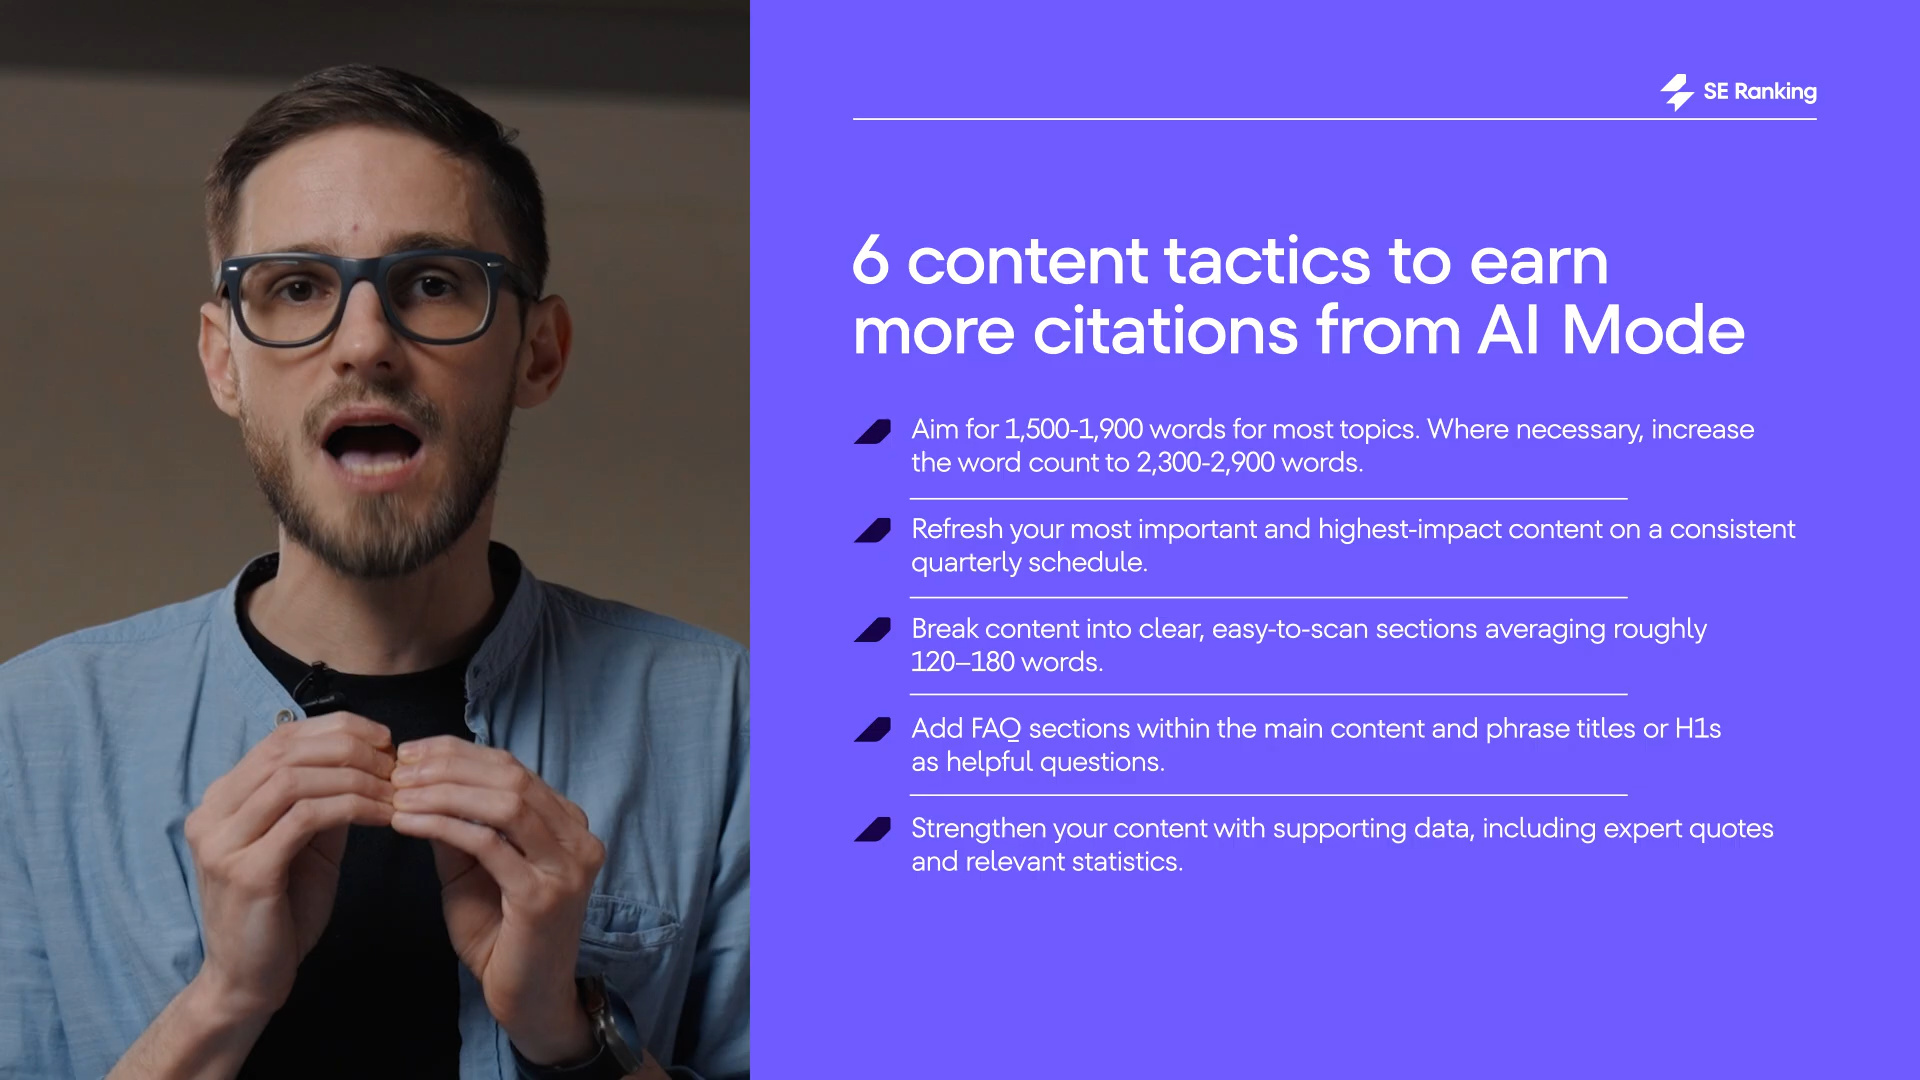 SE Ranking
6 content tactics to earn
more citations from AI Mode
Aim for 1,500-1,900 words for most topics. Where necessary, increase
the word count to 2,300-2,900 words.
Refresh your most important and highest-impact content on a consistent
quarterly schedule.
Break content into clear, easy-to-scan sections averaging roughly
120–180 words.
Add FAQ sections within the main content and phrase titles or H1s
as helpful questions.
Strengthen your content with supporting data, including expert quotes
and relevant statistics.